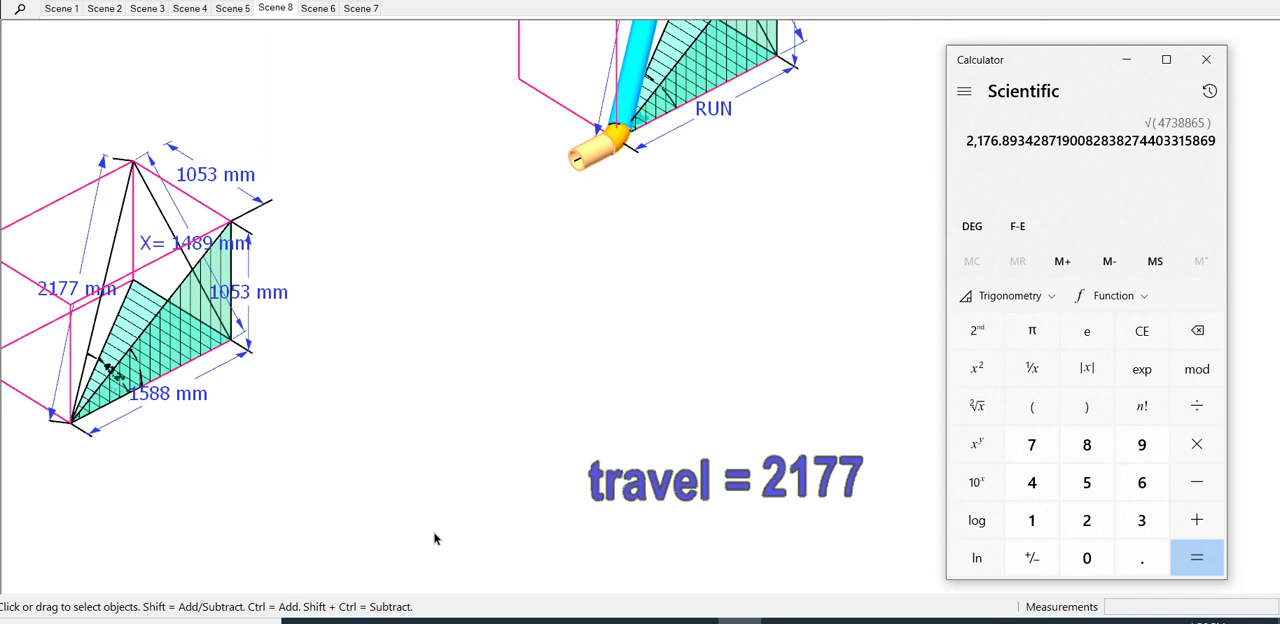 Scene 1 Scene 2 Scene 3 Scene 4 Scene 5 Scene 8 Scene 6 Scene 7
RUN
1053 mm
X= 1489 mm
2177 mm
1053 mm
1588 mm
travel = 2177
Calculator
Scientific
√(4738865)
2,176.8934287190082838274403315869
DEG F-E
MC MR M+ M- MS M˅
Trigonometry f Function
2nd π e CE
x² ⅟x |x| exp mod
²√x ( ) n! ÷
xʸ 7 8 9 ×
10ˣ 4 5 6 −
log 1 2 3 +
ln +/− 0 . =
Click or drag to select objects. Shift = Add/Subtract. Ctrl = Add. Shift + Ctrl = Subtract.
Measurements